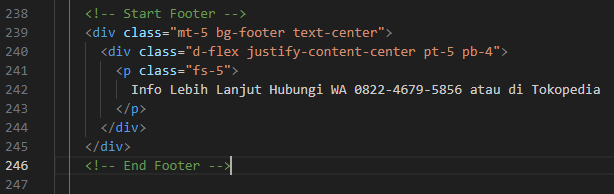 238 <!-- Start Footer -->
239 <div class="mt-5 bg-footer text-center">
240 <div class="d-flex justify-content-center pt-5 pb-4">
241 <p class="fs-5">
242 Info Lebih Lanjut Hubungi WA 0822-4679-5856 atau di Tokopedia
243 </p>
244 </div>
245 </div>
246 <!-- End Footer -->
247